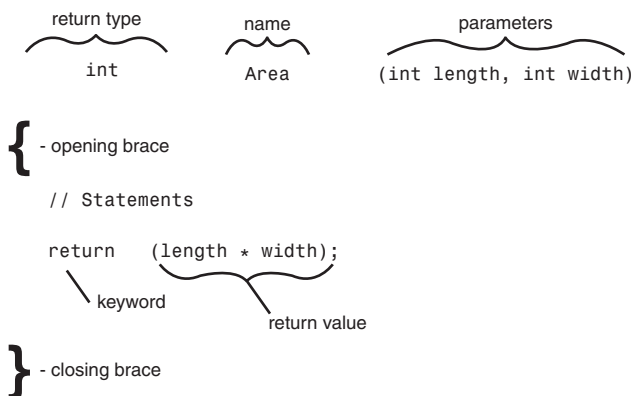 return type name parameters
int Area (int length, int width)
{ - opening brace
// Statements
return (length * width);
keyword
return value
} - closing brace